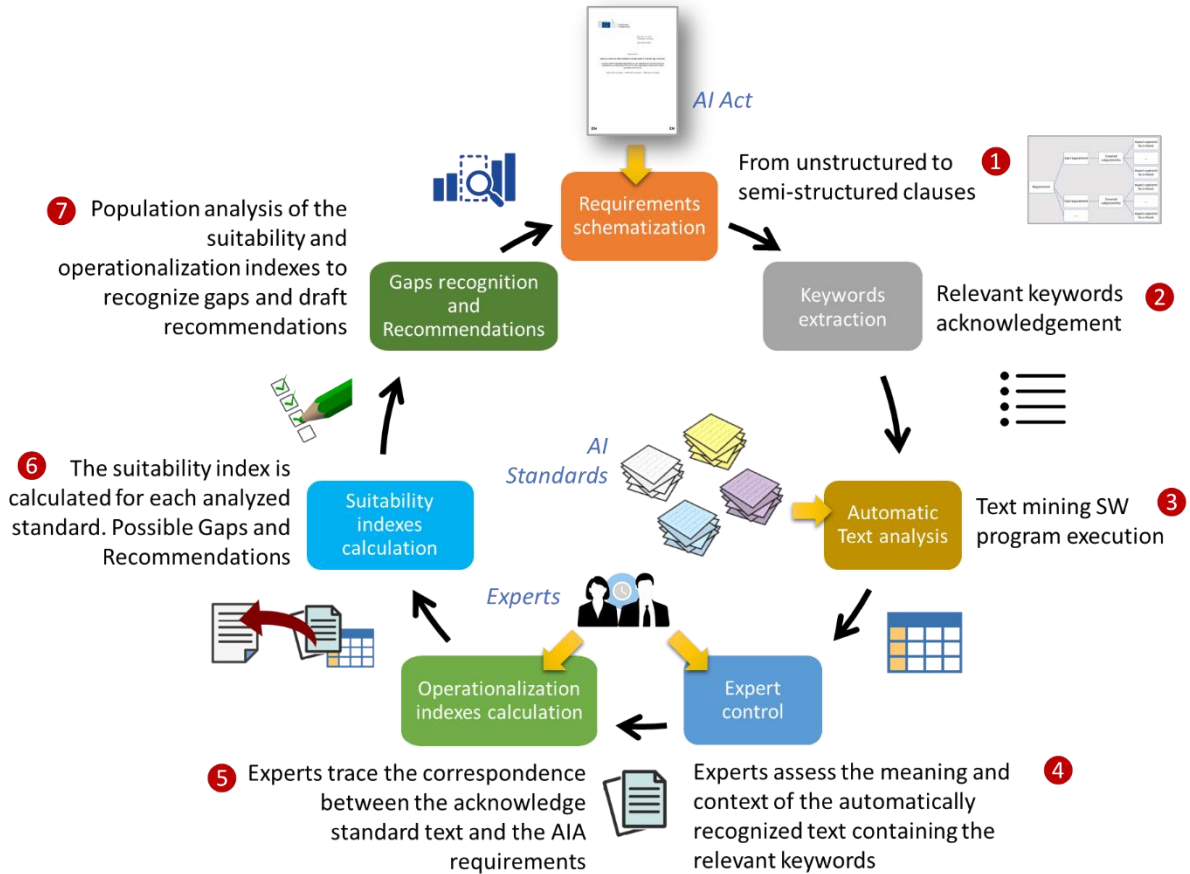 AI Act
EN
EN
Requirements
schematization
1
From unstructured to
semi-structured clauses
Requirement
Keywords
extraction
2
Relevant keywords
acknowledgement
AI
Standards
Automatic
Text analysis
3
Text mining SW
program execution
Experts
Expert
control
4
Experts assess the meaning and
context of the automatically
recognized text containing the
relevant keywords
Operationalization
indexes calculation
5
Experts trace the correspondence
between the acknowledge
standard text and the AIA
requirements
Suitability
indexes
calculation
6
The suitability index is
calculated for each analyzed
standard. Possible Gaps and
Recommendations
Gaps recognition
and
Recommendations
7
Population analysis of the
suitability and
operationalization indexes to
recognize gaps and draft
recommendations